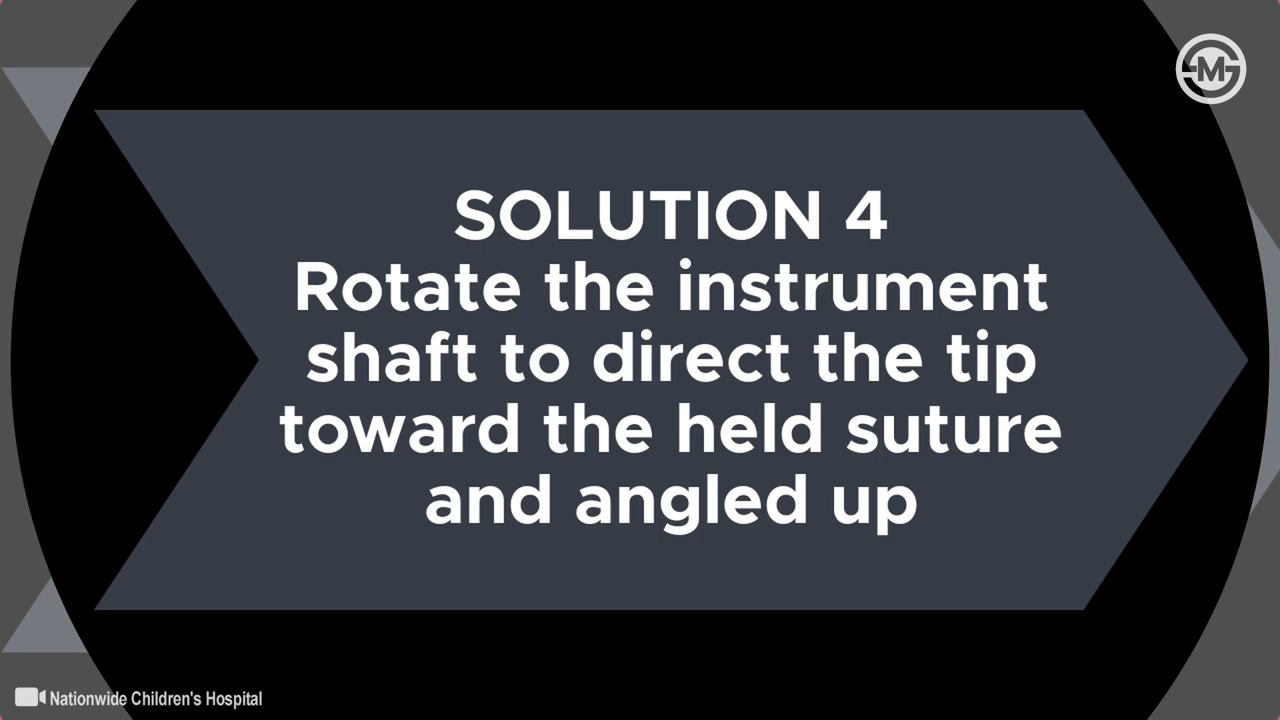 SOLUTION 4
Rotate the instrument
shaft to direct the tip
toward the held suture
and angled up
Nationwide Children's Hospital